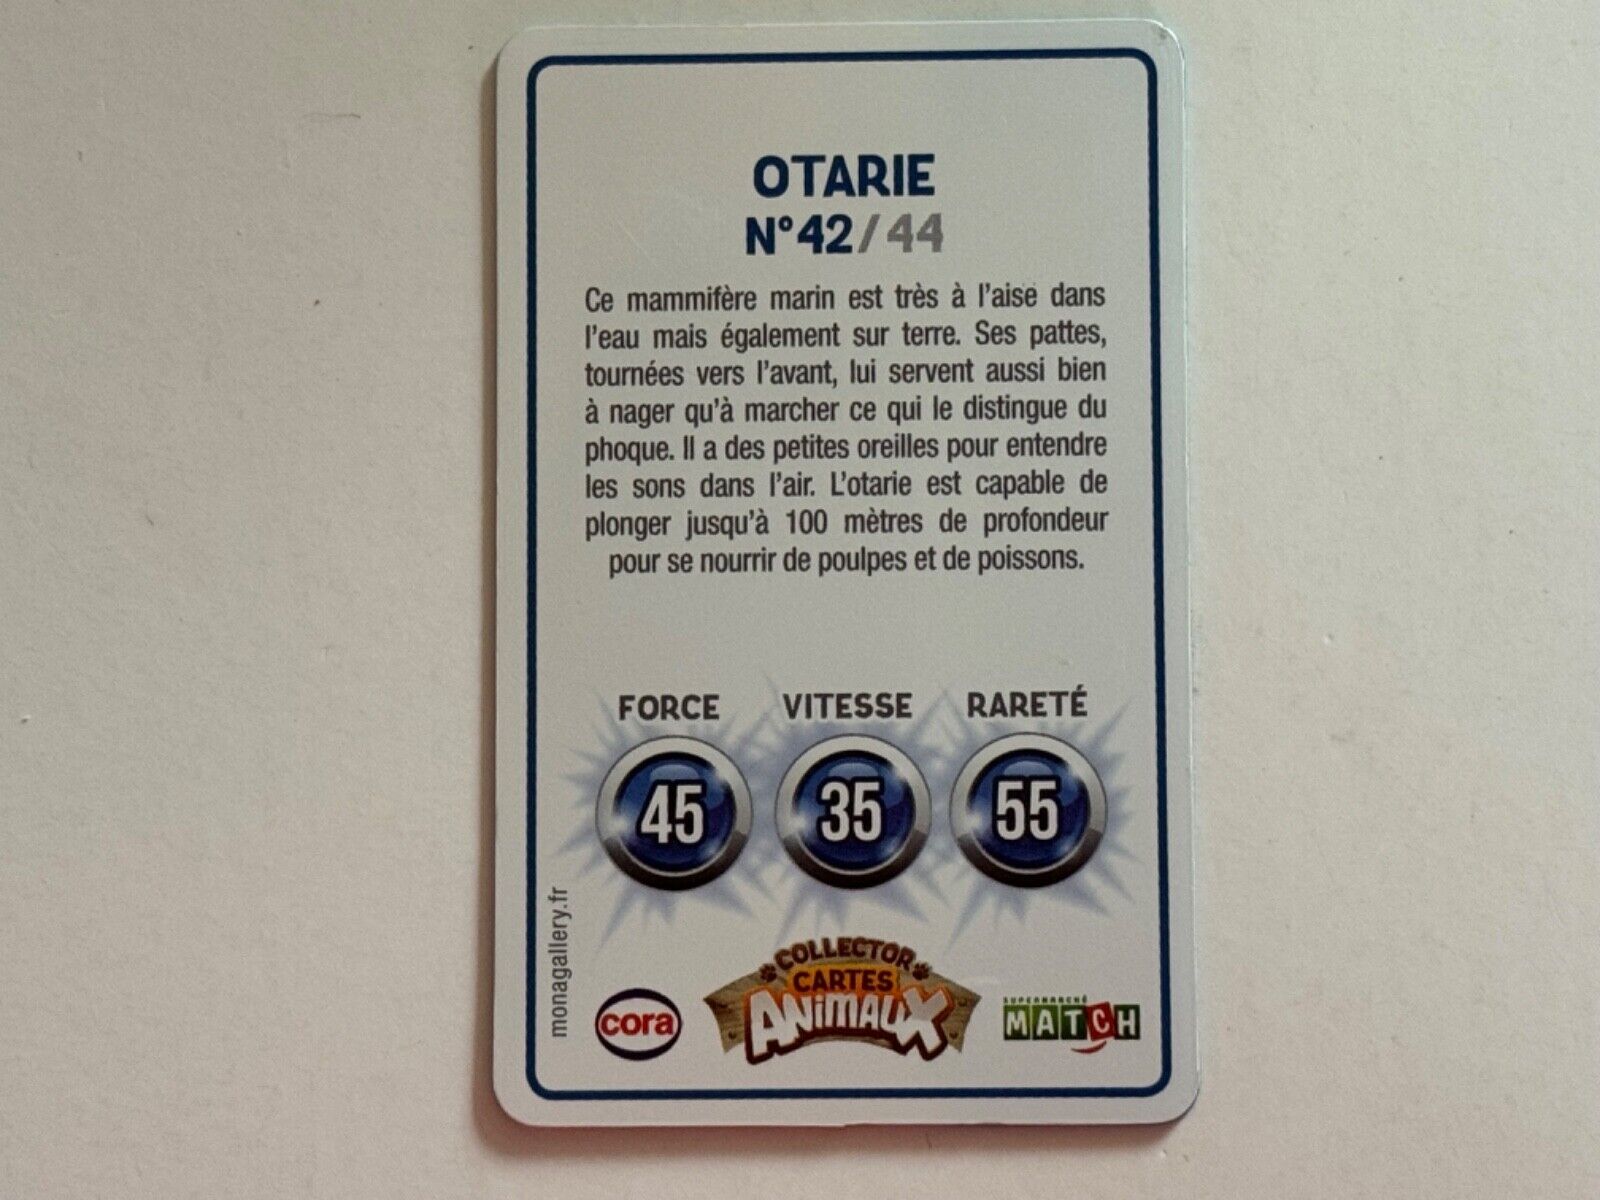 OTARIE
N°42/44
Ce mammifère marin est très à l'aise dans
l'eau mais également sur terre. Ses pattes,
tournées vers l'avant, lui servent aussi bien
à nager qu'à marcher ce qui le distingue du
phoque. Il a des petites oreilles pour entendre
les sons dans l'air. L'otarie est capable de
plonger jusqu'à 100 mètres de profondeur
pour se nourrir de poulpes et de poissons.
FORCE VITESSE RARETÉ
45 35 55
monagallery.fr
cora
COLLECTOR
CARTES
ANiMAUX
SUPERMARCHÉ
MATCH